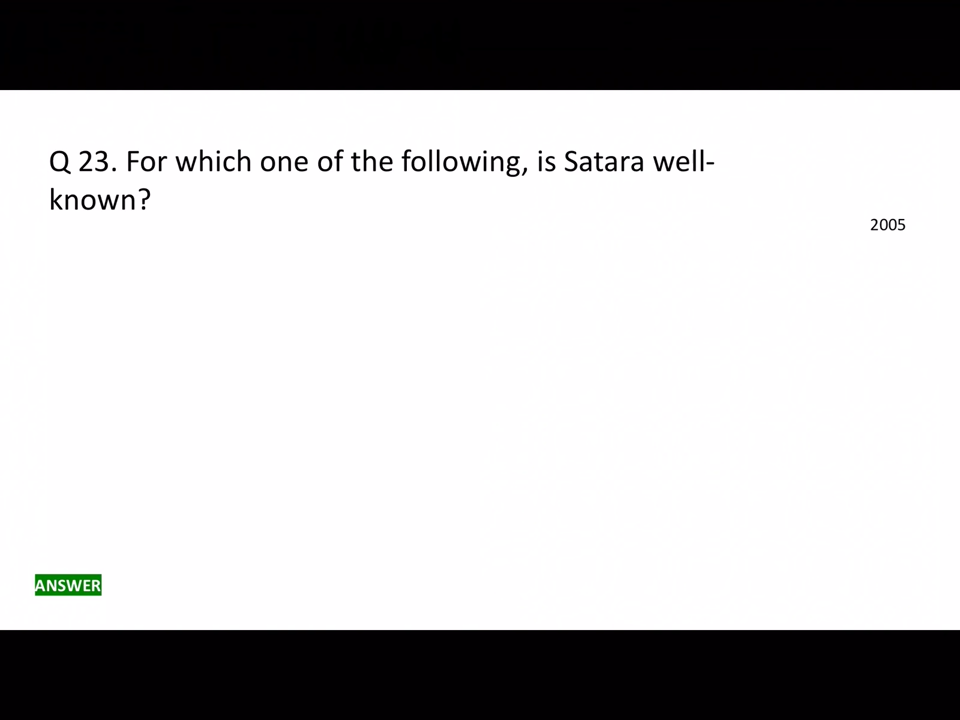 Q 23. For which one of the following, is Satara well-
known?
2005
ANSWER